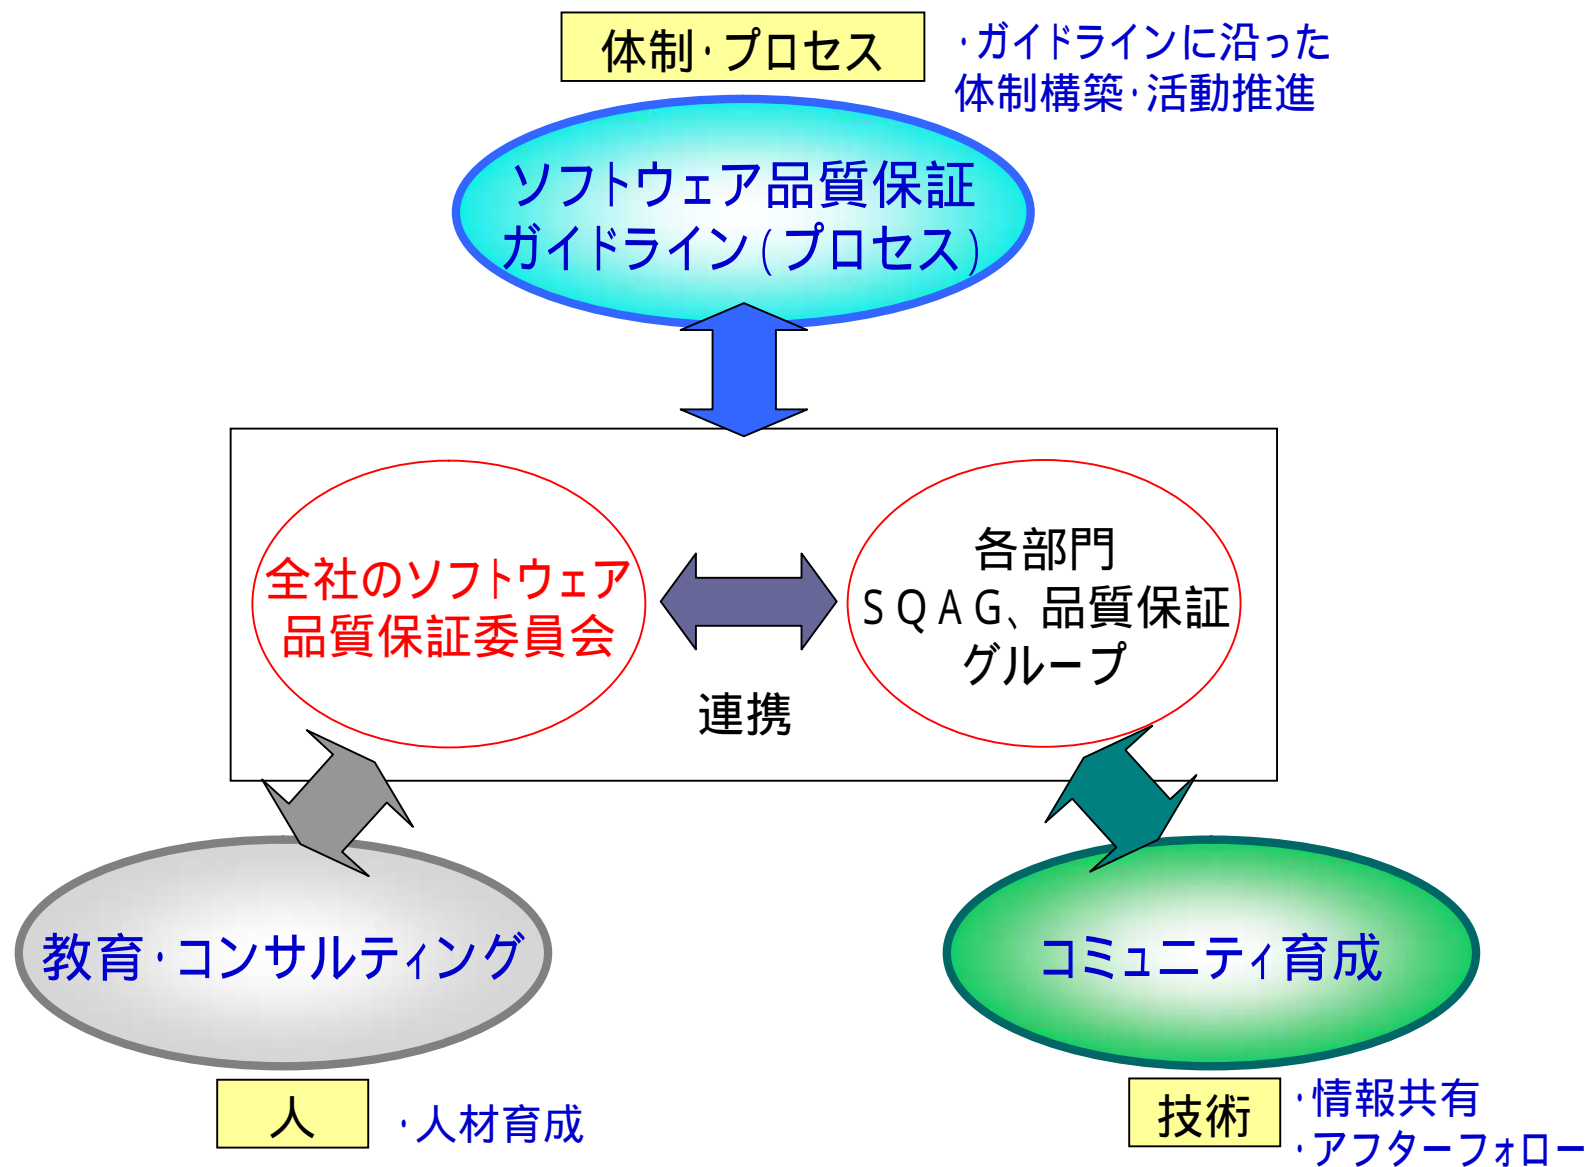 体制・プロセス
・ガイドラインに沿った
体制構築・活動推進
ソフトウェア品質保証
ガイドライン(プロセス)
全社のソフトウェア
品質保証委員会
連携
各部門
SQAG、品質保証
グループ
教育・コンサルティング
コミュニティ育成
人
・人材育成
技術
・情報共有
・アフターフォロー